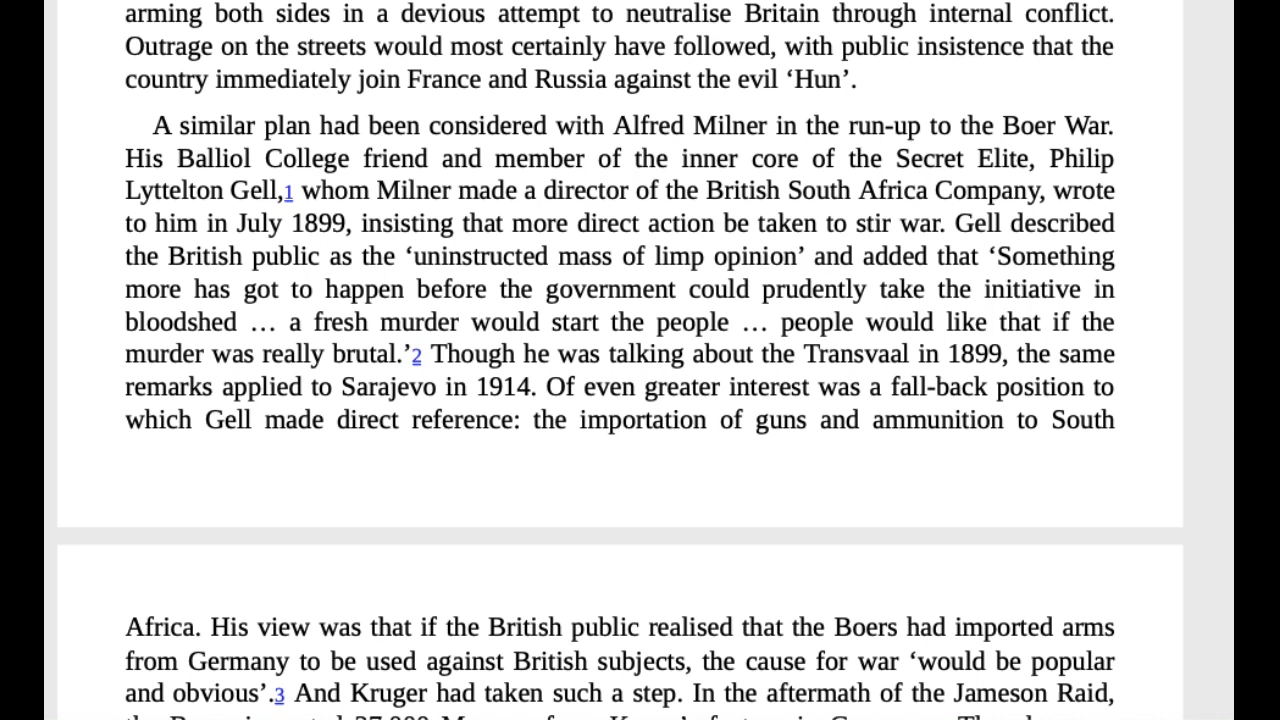 arming both sides in a devious attempt to neutralise Britain through internal conflict.
Outrage on the streets would most certainly have followed, with public insistence that the
country immediately join France and Russia against the evil ‘Hun’.
A similar plan had been considered with Alfred Milner in the run-up to the Boer War.
His Balliol College friend and member of the inner core of the Secret Elite, Philip
Lyttelton Gell,1 whom Milner made a director of the British South Africa Company, wrote
to him in July 1899, insisting that more direct action be taken to stir war. Gell described
the British public as the ‘uninstructed mass of limp opinion’ and added that ‘Something
more has got to happen before the government could prudently take the initiative in
bloodshed … a fresh murder would start the people … people would like that if the
murder was really brutal.’2 Though he was talking about the Transvaal in 1899, the same
remarks applied to Sarajevo in 1914. Of even greater interest was a fall-back position to
which Gell made direct reference: the importation of guns and ammunition to South
Africa. His view was that if the British public realised that the Boers had imported arms
from Germany to be used against British subjects, the cause for war ‘would be popular
and obvious’.3 And Kruger had taken such a step. In the aftermath of the Jameson Raid,